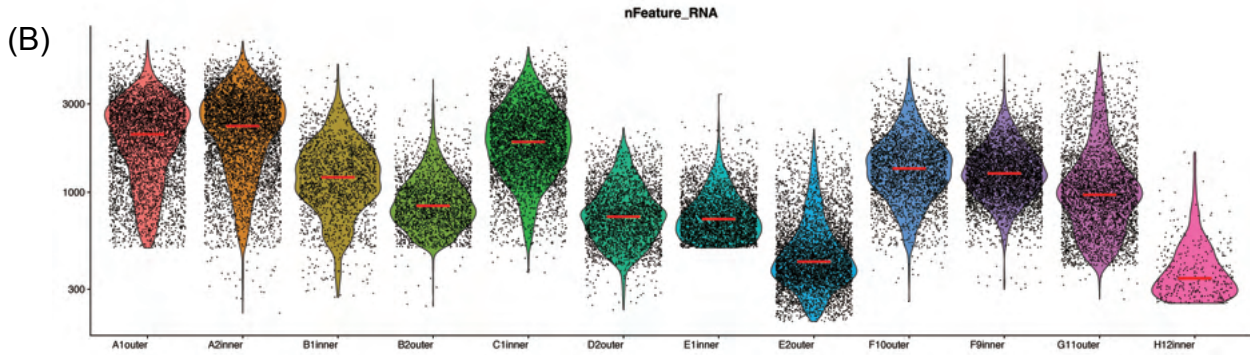 nFeature_RNA
(B)
3000
1000
300
A1outer A2inner B1inner B2outer C1inner D2outer E1inner E2outer F10outer F9inner G11outer H12inner